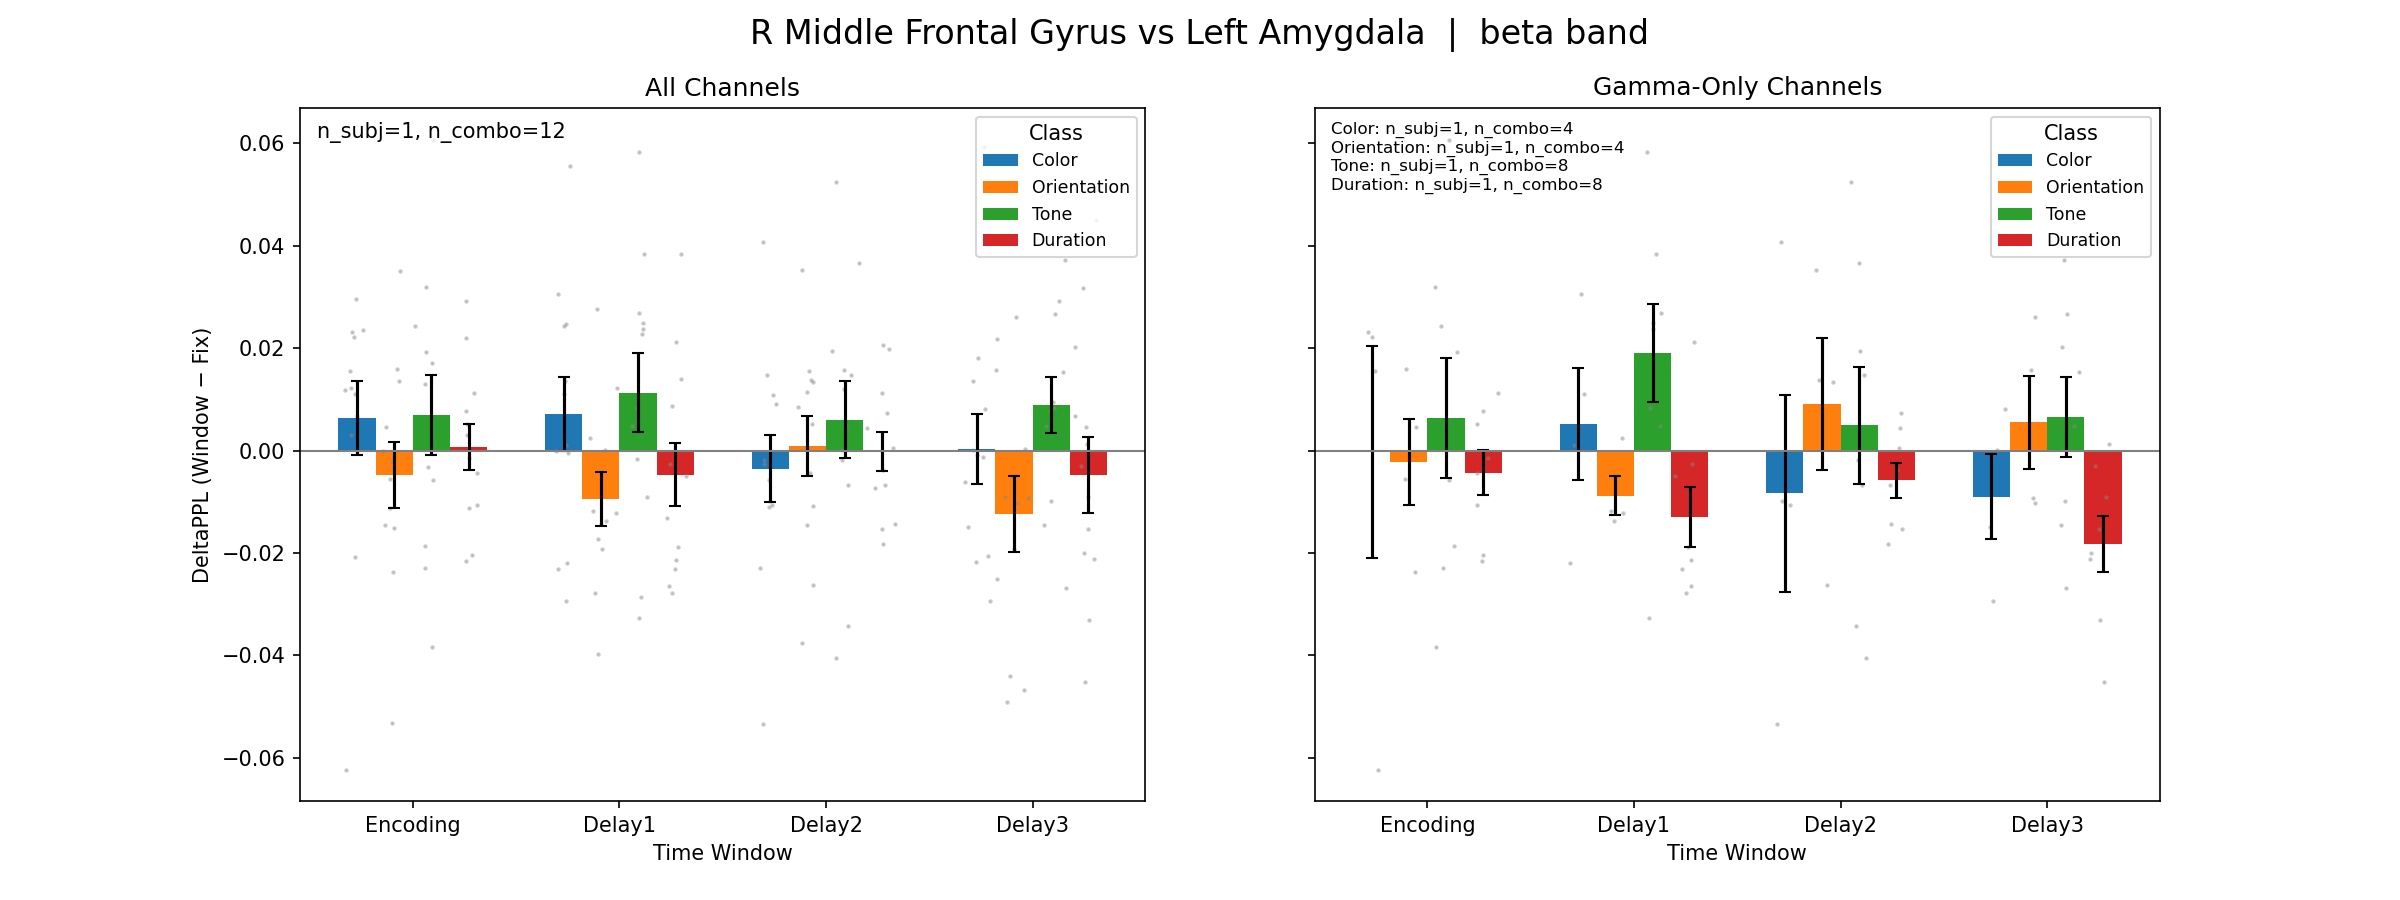 R Middle Frontal Gyrus vs Left Amygdala | beta band
All Channels
n_subj=1, n_combo=12
Class
Color
Orientation
Tone
Duration
0.06
0.04
0.02
0.00
−0.02
−0.04
−0.06
DeltaPPL (Window − Fix)
Encoding
Delay1
Delay2
Delay3
Time Window
Gamma-Only Channels
Color: n_subj=1, n_combo=4
Orientation: n_subj=1, n_combo=4
Tone: n_subj=1, n_combo=8
Duration: n_subj=1, n_combo=8
Class
Color
Orientation
Tone
Duration
Encoding
Delay1
Delay2
Delay3
Time Window